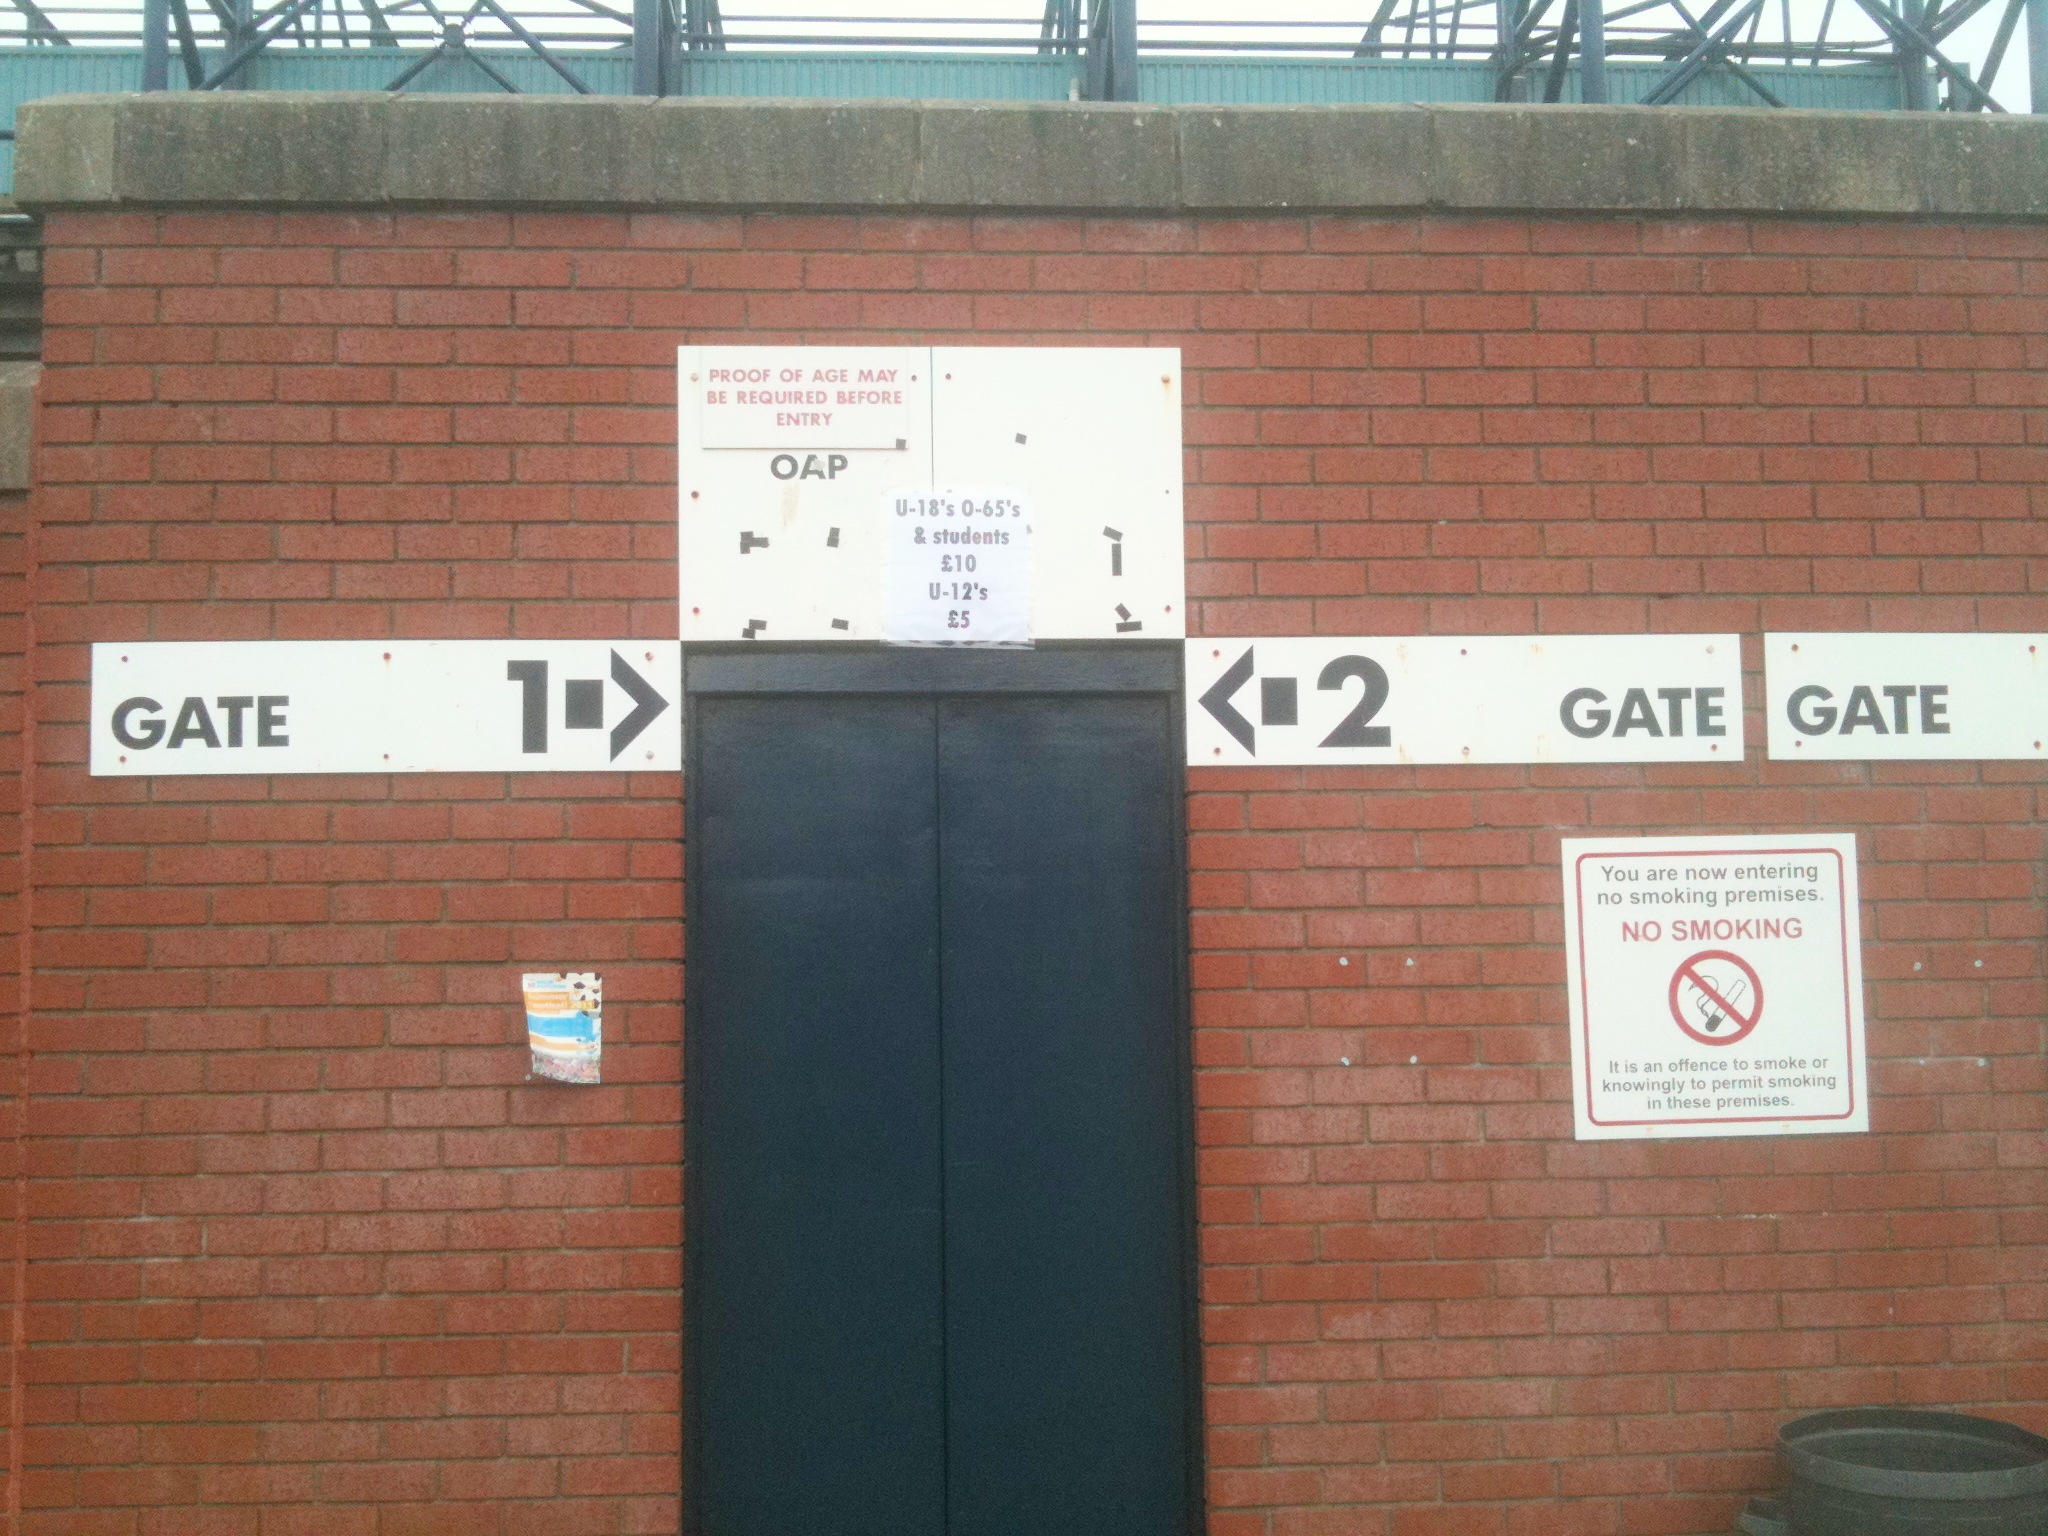 PROOF OF AGE MAY
BE REQUIRED BEFORE
ENTRY
OAP
U-18's O-65's
& students
£10
U-12's
£5
GATE 1
2 GATE
GATE
You are now entering
no smoking premises.
NO SMOKING
It is an offence to smoke or
knowingly to permit smoking
in these premises.